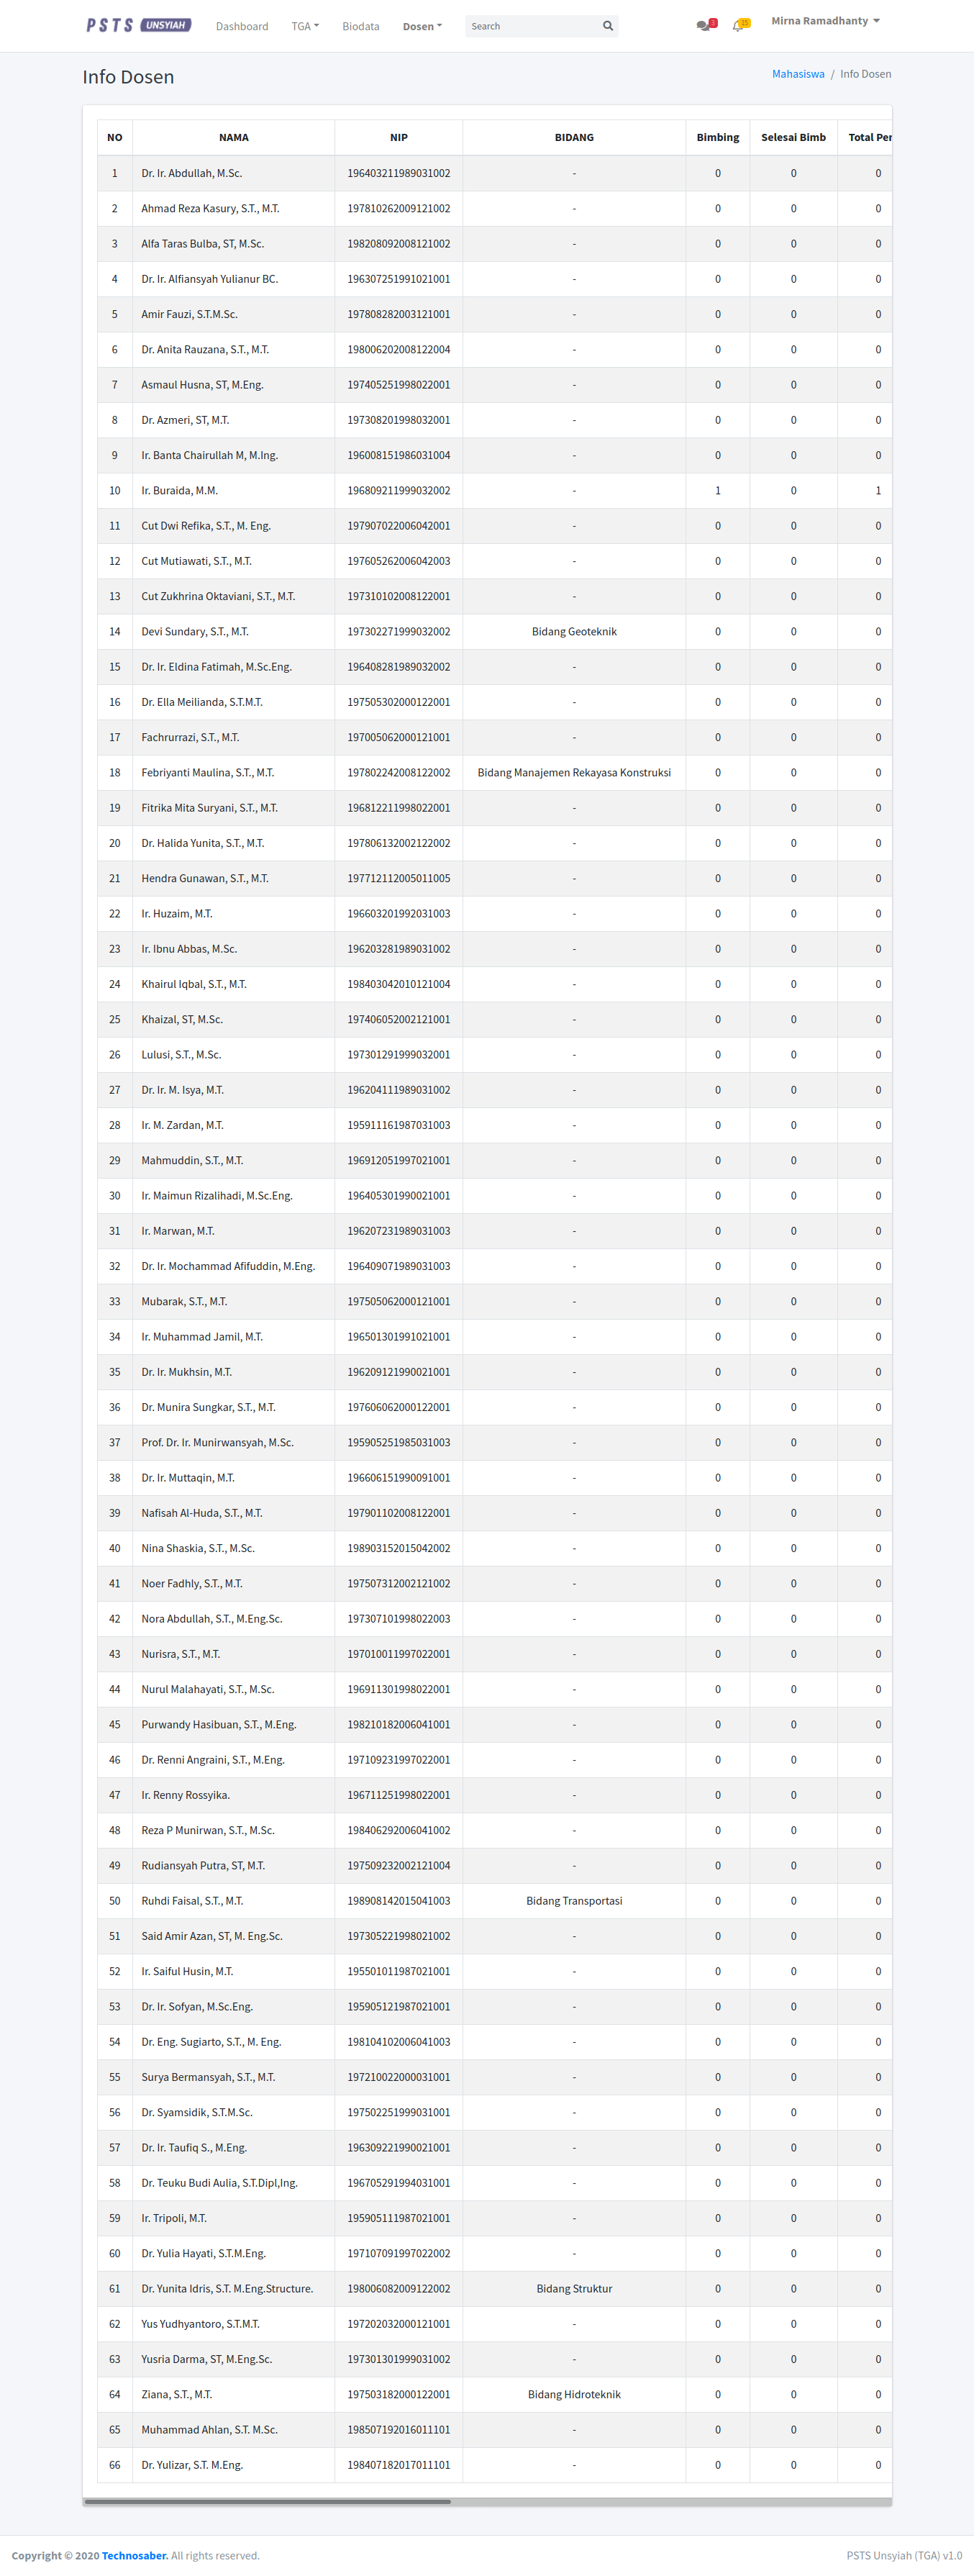 PSTS UNSYIAH Dashboard TGA Biodata Dosen Search 15 Mirna Ramadhanty
Info Dosen
Mahasiswa / Info Dosen
NO NAMA NIP BIDANG Bimbing Selesai Bimb Total Per
1 Dr. Ir. Abdullah, M.Sc. 196403211989031002 - 0 0 0
2 Ahmad Reza Kasury, S.T., M.T. 197810262009121002 - 0 0 0
3 Alfa Taras Bulba, ST, M.Sc. 198208092008121002 - 0 0 0
4 Dr. Ir. Alfiansyah Yulianur BC. 196307251991021001 - 0 0 0
5 Amir Fauzi, S.T.M.Sc. 197808282003121001 - 0 0 0
6 Dr. Anita Rauzana, S.T., M.T. 198006202008122004 - 0 0 0
7 Asmaul Husna, ST, M.Eng. 197405251998022001 - 0 0 0
8 Dr. Azmeri, ST, M.T. 197308201998032001 - 0 0 0
9 Ir. Banta Chairullah M, M.Ing. 196008151986031004 - 0 0 0
10 Ir. Buraida, M.M. 196809211999032002 - 1 0 1
11 Cut Dwi Refika, S.T., M. Eng. 197907022006042001 - 0 0 0
12 Cut Mutiawati, S.T., M.T. 197605262006042003 - 0 0 0
13 Cut Zukhrina Oktaviani, S.T., M.T. 197310102008122001 - 0 0 0
14 Devi Sundary, S.T., M.T. 197302271999032002 Bidang Geoteknik 0 0 0
15 Dr. Ir. Eldina Fatimah, M.Sc.Eng. 196408281989032002 - 0 0 0
16 Dr. Ella Meilianda, S.T.M.T. 197505302000122001 - 0 0 0
17 Fachrurrazi, S.T., M.T. 197005062000121001 - 0 0 0
18 Febriyanti Maulina, S.T., M.T. 197802242008122002 Bidang Manajemen Rekayasa Konstruksi 0 0 0
19 Fitrika Mita Suryani, S.T., M.T. 196812211998022001 - 0 0 0
20 Dr. Halida Yunita, S.T., M.T. 197806132002122002 - 0 0 0
21 Hendra Gunawan, S.T., M.T. 197712112005011005 - 0 0 0
22 Ir. Huzaim, M.T. 196603201992031003 - 0 0 0
23 Ir. Ibnu Abbas, M.Sc. 196203281989031002 - 0 0 0
24 Khairul Iqbal, S.T., M.T. 198403042010121004 - 0 0 0
25 Khaizal, ST, M.Sc. 197406052002121001 - 0 0 0
26 Lulusi, S.T., M.Sc. 197301291999032001 - 0 0 0
27 Dr. Ir. M. Isya, M.T. 196204111989031002 - 0 0 0
28 Ir. M. Zardan, M.T. 195911161987031003 - 0 0 0
29 Mahmuddin, S.T., M.T. 196912051997021001 - 0 0 0
30 Ir. Maimun Rizalihadi, M.Sc.Eng. 196405301990021001 - 0 0 0
31 Ir. Marwan, M.T. 196207231989031003 - 0 0 0
32 Dr. Ir. Mochammad Afifuddin, M.Eng. 196409071989031003 - 0 0 0
33 Mubarak, S.T., M.T. 197505062000121001 - 0 0 0
34 Ir. Muhammad Jamil, M.T. 196501301991021001 - 0 0 0
35 Dr. Ir. Mukhsin, M.T. 196209121990021001 - 0 0 0
36 Dr. Munira Sungkar, S.T., M.T. 197606062000122001 - 0 0 0
37 Prof. Dr. Ir. Munirwansyah, M.Sc. 195905251985031003 - 0 0 0
38 Dr. Ir. Muttaqin, M.T. 196606151990091001 - 0 0 0
39 Nafisah Al-Huda, S.T., M.T. 197901102008122001 - 0 0 0
40 Nina Shaskia, S.T., M.Sc. 198903152015042002 - 0 0 0
41 Noer Fadhly, S.T., M.T. 197507312002121002 - 0 0 0
42 Nora Abdullah, S.T., M.Eng.Sc. 197307101998022003 - 0 0 0
43 Nurisra, S.T., M.T. 197010011997022001 - 0 0 0
44 Nurul Malahayati, S.T., M.Sc. 196911301998022001 - 0 0 0
45 Purwandy Hasibuan, S.T., M.Eng. 198210182006041001 - 0 0 0
46 Dr. Renni Angraini, S.T., M.Eng. 197109231997022001 - 0 0 0
47 Ir. Renny Rossyika. 196711251998022001 - 0 0 0
48 Reza P Munirwan, S.T., M.Sc. 198406292006041002 - 0 0 0
49 Rudiansyah Putra, ST, M.T. 197509232002121004 - 0 0 0
50 Ruhdi Faisal, S.T., M.T. 198908142015041003 Bidang Transportasi 0 0 0
51 Said Amir Azan, ST, M. Eng.Sc. 197305221998021002 - 0 0 0
52 Ir. Saiful Husin, M.T. 195501011987021001 - 0 0 0
53 Dr. Ir. Sofyan, M.Sc.Eng. 195905121987021001 - 0 0 0
54 Dr. Eng. Sugiarto, S.T., M. Eng. 198104102006041003 - 0 0 0
55 Surya Bermansyah, S.T., M.T. 197210022000031001 - 0 0 0
56 Dr. Syamsidik, S.T.M.Sc. 197502251999031001 - 0 0 0
57 Dr. Ir. Taufiq S., M.Eng. 196309221990021001 - 0 0 0
58 Dr. Teuku Budi Aulia, S.T.Dipl,Ing. 196705291994031001 - 0 0 0
59 Ir. Tripoli, M.T. 195905111987021001 - 0 0 0
60 Dr. Yulia Hayati, S.T.M.Eng. 197107091997022002 - 0 0 0
61 Dr. Yunita Idris, S.T. M.Eng.Structure. 198006082009122002 Bidang Struktur 0 0 0
62 Yus Yudhyantoro, S.T.M.T. 197202032000121001 - 0 0 0
63 Yusria Darma, ST, M.Eng.Sc. 197301301999031002 - 0 0 0
64 Ziana, S.T., M.T. 197503182000122001 Bidang Hidroteknik 0 0 0
65 Muhammad Ahlan, S.T. M.Sc. 198507192016011101 - 0 0 0
66 Dr. Yulizar, S.T. M.Eng. 198407182017011101 - 0 0 0
Copyright © 2020 Technosaber. All rights reserved.
PSTS Unsyiah (TGA) v1.0